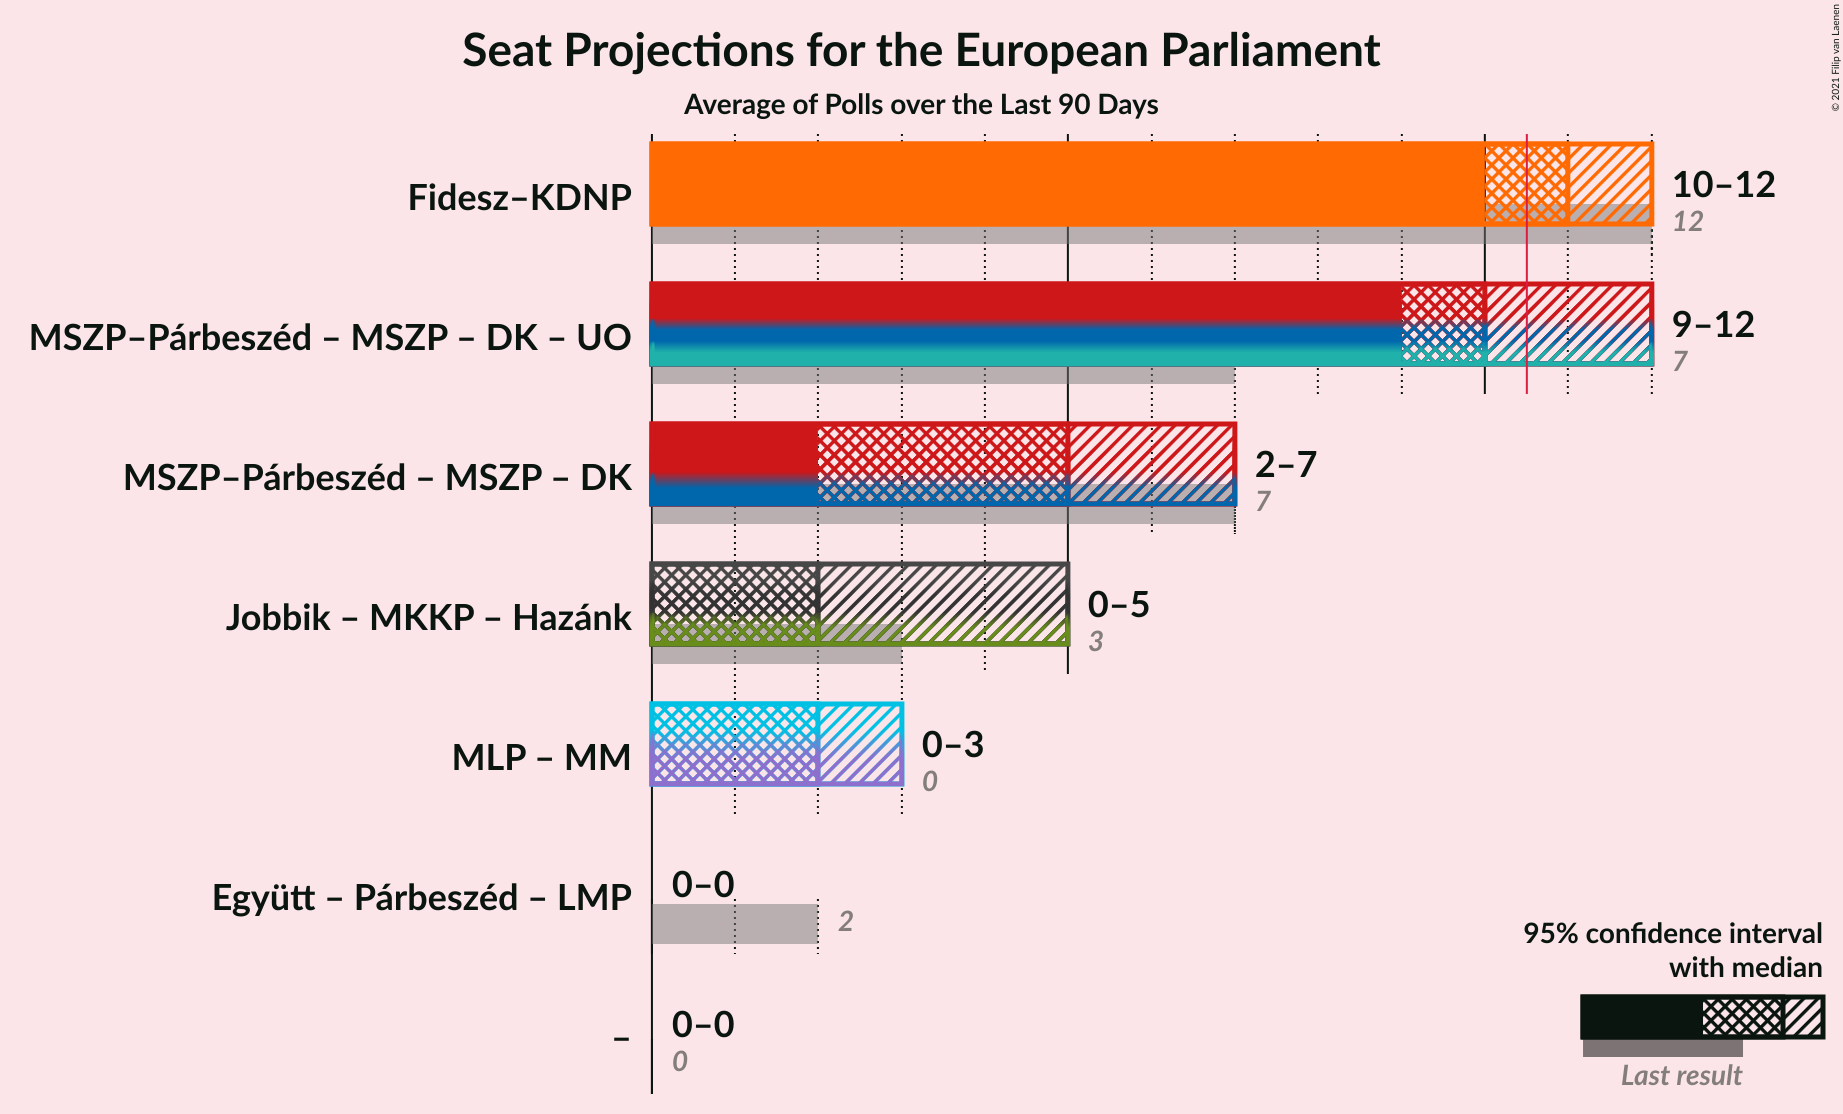 Seat Projections for the European Parliament
Average of Polls over the Last 90 Days
© 2021 Filip van Laenen
Fidesz–KDNP
10–12
12
MSZP–Párbeszéd – MSZP – DK – UO
9–12
7
MSZP–Párbeszéd – MSZP – DK
2–7
7
Jobbik – MKKP – Hazánk
0–5
3
MLP – MM
0–3
0
Együtt – Párbeszéd – LMP
0–0
2
–
0–0
0
95% confidence interval
with median
Last result